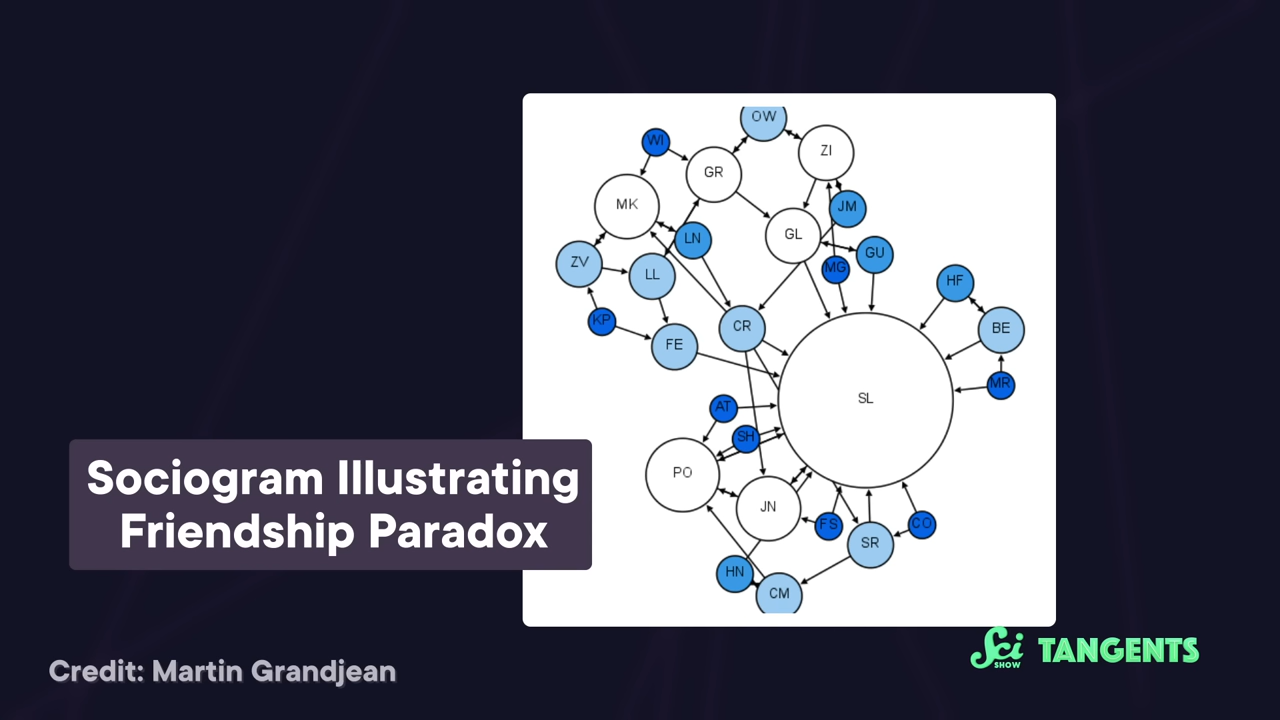 OW
WI
ZI
GR
MK
JM
GL
LN
GU
ZV
LL
MG
HF
KP
CR
BE
FE
MR
SL
AT
SH
PO
JN
FS
CO
SR
HN
CM
Sociogram Illustrating
Friendship Paradox
Sci
SHOW
TANGENTS
Credit: Martin Grandjean